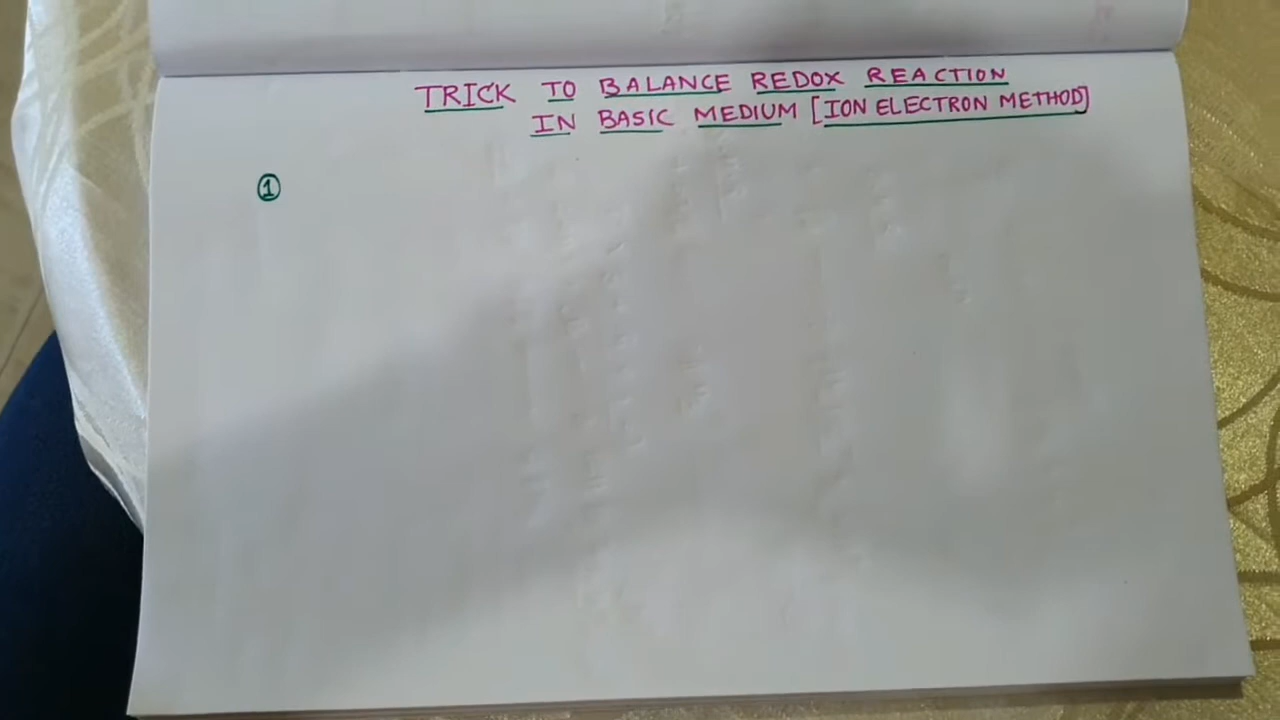 TRICK TO BALANCE REDOX REACTION
IN BASIC MEDIUM [ION ELECTRON METHOD]
①